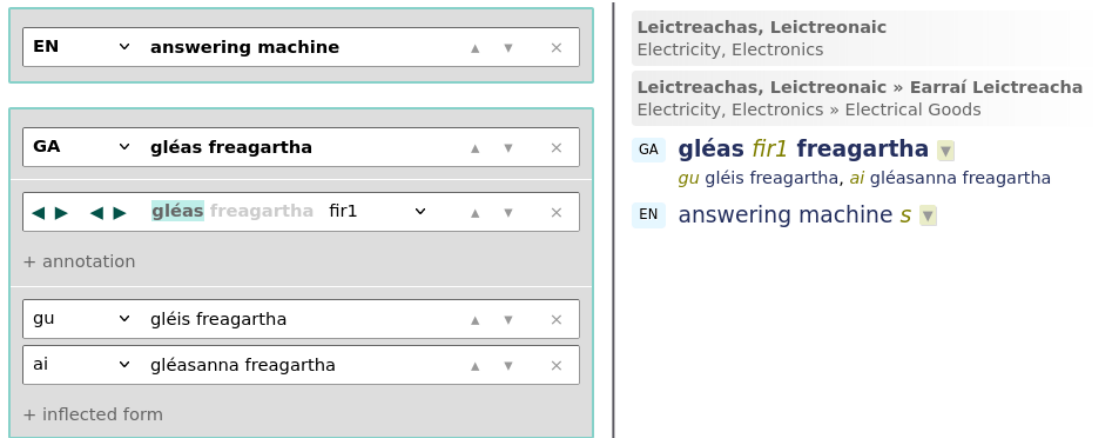 EN answering machine ▲ ▼ ×
GA gléas freagartha ▲ ▼ ×
◀ ▶ ◀ ▶ gléas freagartha fir1 ▲ ▼ ×
+ annotation
gu gléis freagartha ▲ ▼ ×
ai gléasanna freagartha ▲ ▼ ×
+ inflected form
Leictreachas, Leictreonaic
Electricity, Electronics
Leictreachas, Leictreonaic » Earraí Leictreacha
Electricity, Electronics » Electrical Goods
GA gléas fir1 freagartha ▼
gu gléis freagartha, ai gléasanna freagartha
EN answering machine s ▼